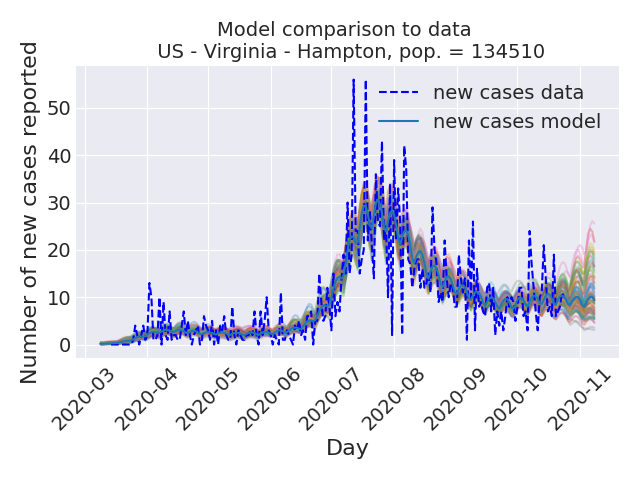 Model comparison to data
US - Virginia - Hampton, pop. = 134510
Number of new cases reported
50
40
30
20
10
0
new cases data
new cases model
2020-03
2020-04
2020-05
2020-06
2020-07
2020-08
2020-09
2020-10
2020-11
Day